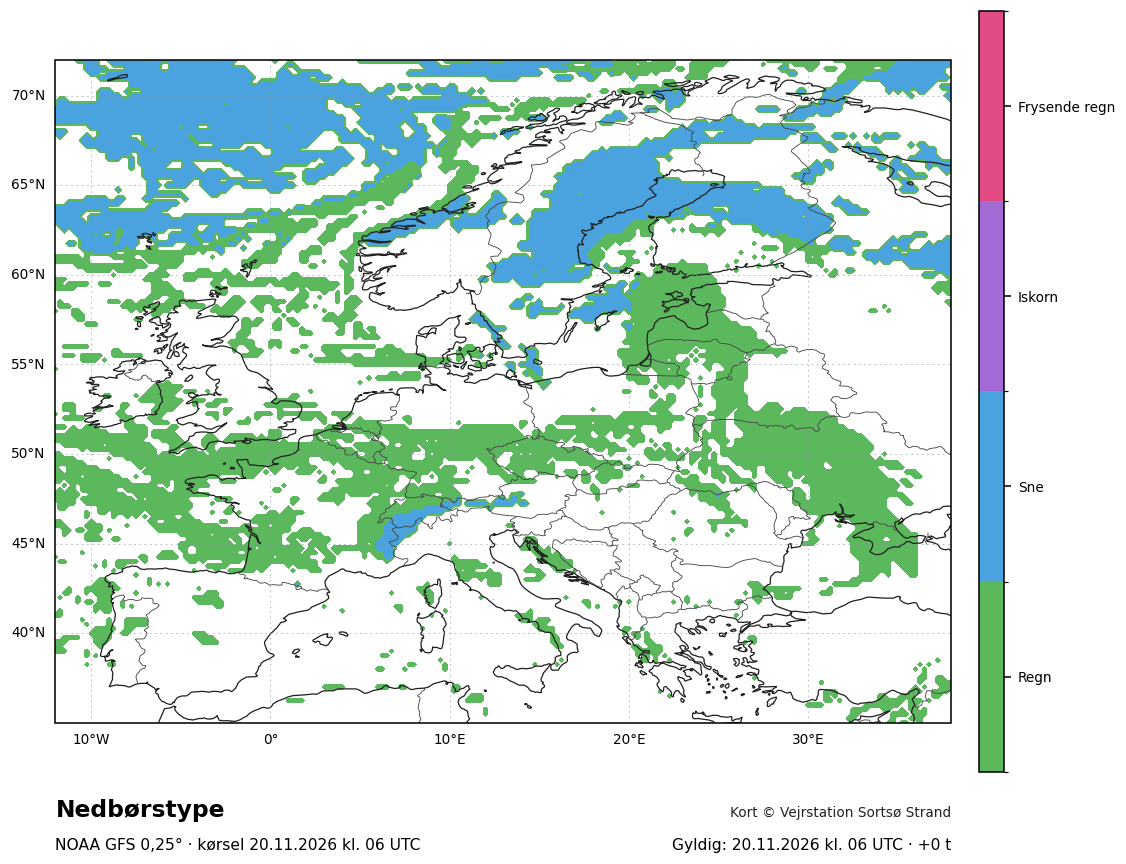 Frysende regn
Iskorn
Sne
Regn
70°N
65°N
60°N
55°N
50°N
45°N
40°N
10°W
0°
10°E
20°E
30°E
Nedbørstype
Kort © Vejrstation Sortsø Strand
NOAA GFS 0,25° · kørsel 20.11.2026 kl. 06 UTC
Gyldig: 20.11.2026 kl. 06 UTC · +0 t